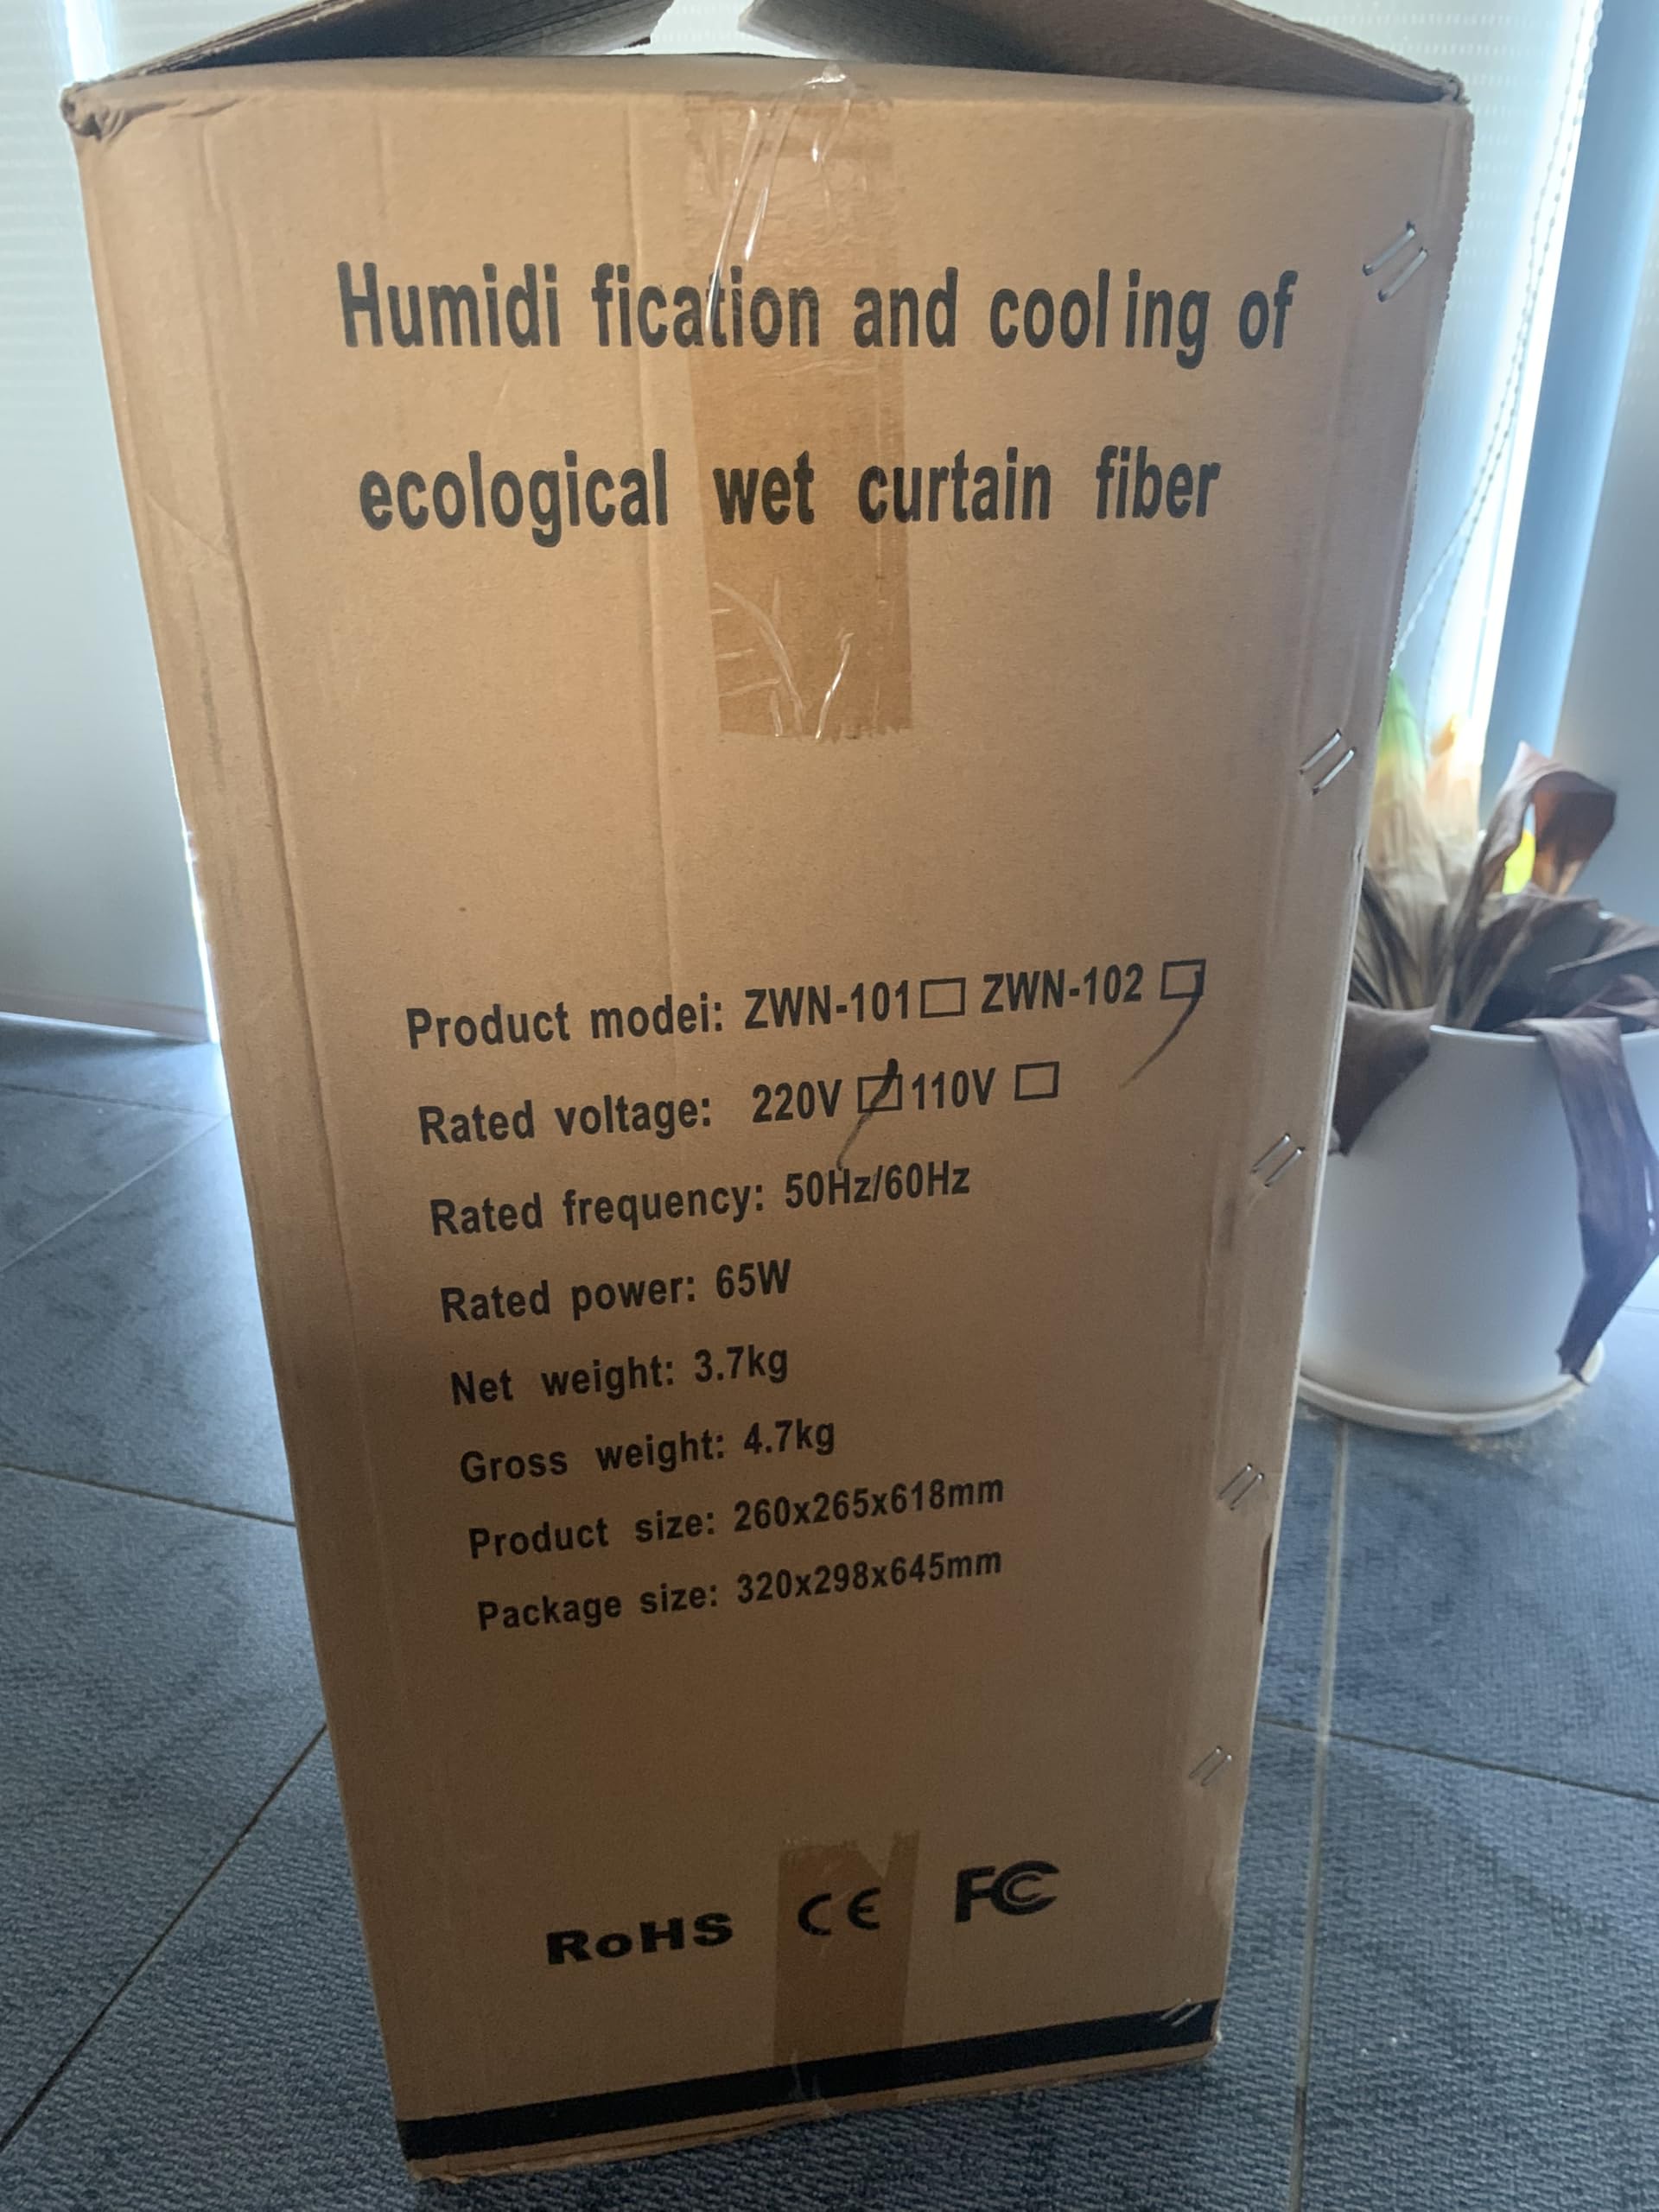 Humidi fication and cooling of
ecological wet curtain fiber
Product modei: ZWN-101□ ZWN-102 ☑
Rated voltage: 220V ☑ 110V □
Rated frequency: 50Hz/60Hz
Rated power: 65W
Net weight: 3.7kg
Gross weight: 4.7kg
Product size: 260x265x618mm
Package size: 320x298x645mm
RoHS CE FC